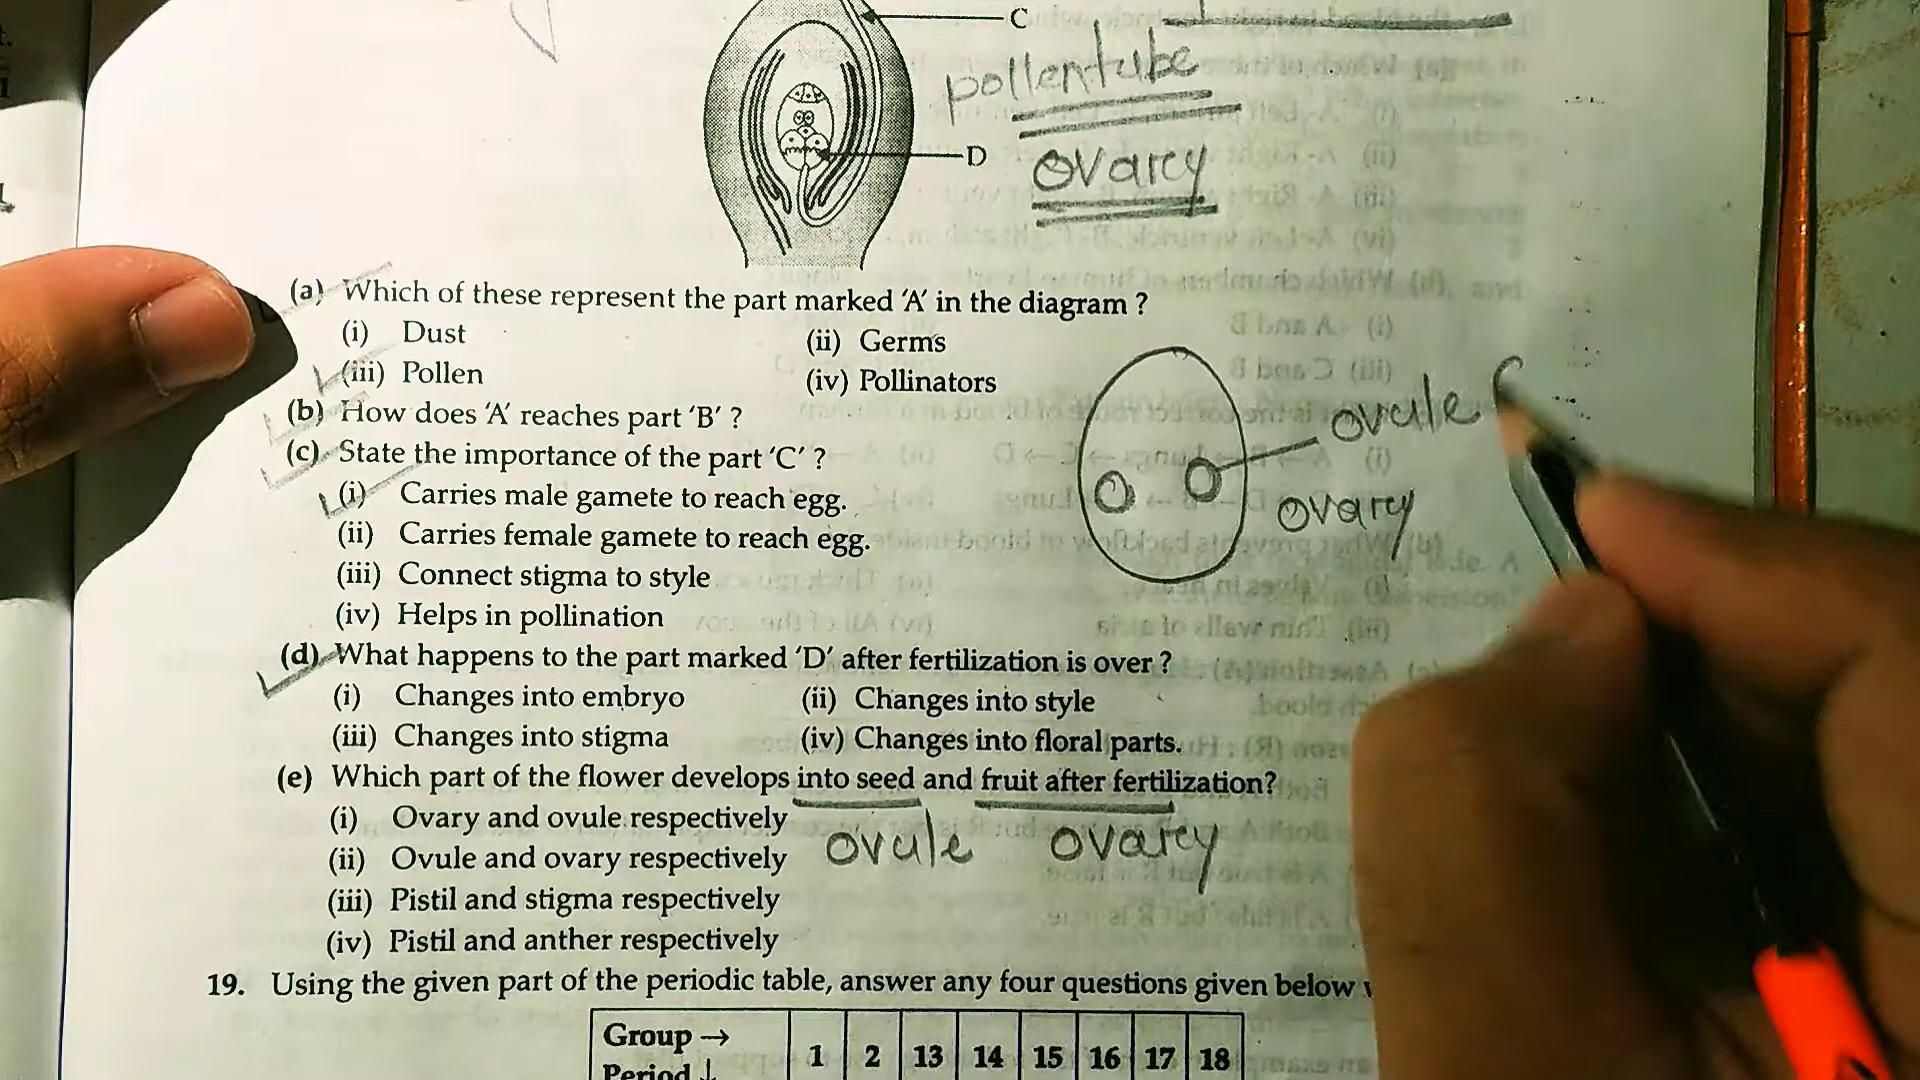 C
pollentube
D
ovary
(a) Which of these represent the part marked 'A' in the diagram ?
(i) Dust (ii) Germs
(iii) Pollen (iv) Pollinators
(b) How does 'A' reaches part 'B' ?
(c) State the importance of the part 'C' ?
(i) Carries male gamete to reach egg.
(ii) Carries female gamete to reach egg.
(iii) Connect stigma to style
(iv) Helps in pollination
ovule
ovary
(d) What happens to the part marked 'D' after fertilization is over ?
(i) Changes into embryo (ii) Changes into style
(iii) Changes into stigma (iv) Changes into floral parts.
(e) Which part of the flower develops into seed and fruit after fertilization?
(i) Ovary and ovule respectively
(ii) Ovule and ovary respectively
ovule ovary
(iii) Pistil and stigma respectively
(iv) Pistil and anther respectively
19. Using the given part of the periodic table, answer any four questions given below
Group → 1 2 13 14 15 16 17 18
Period ↓